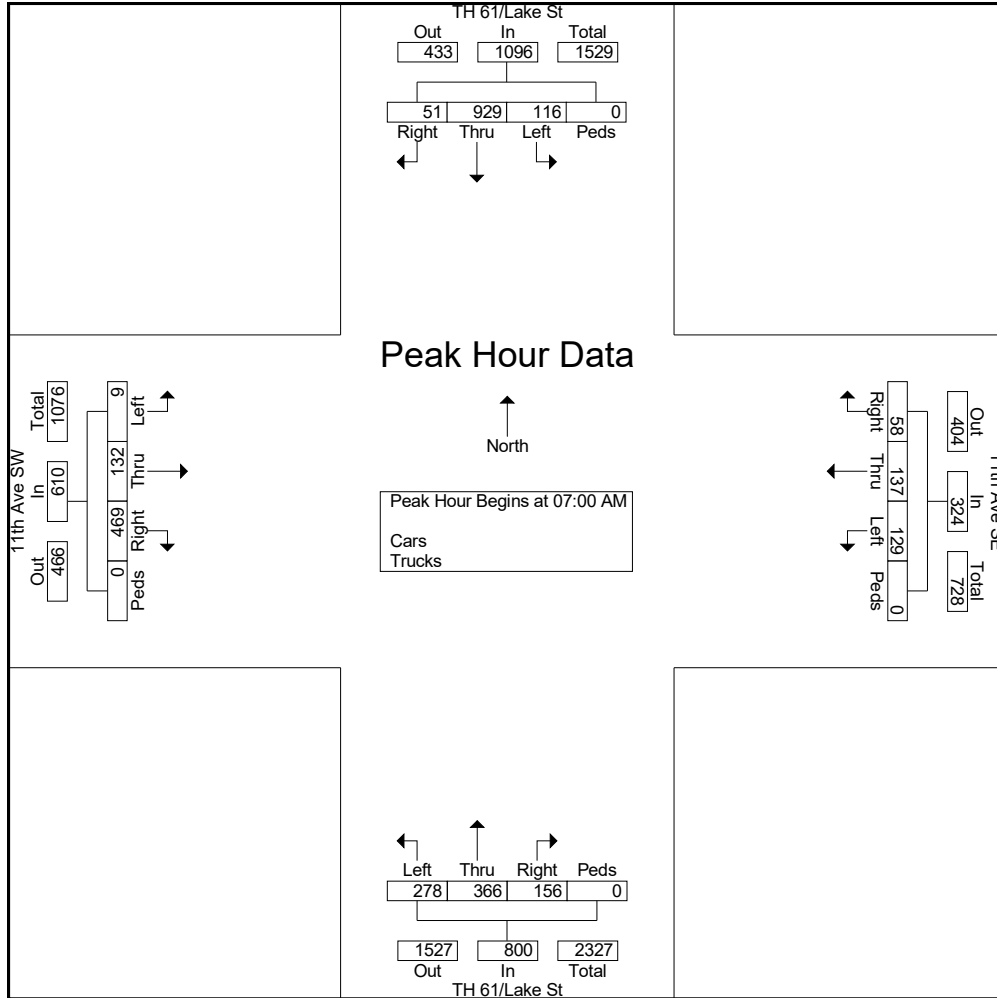 TH 61/Lake St
Out In Total
433 1096 1529
51 929 116 0
Right Thru Left Peds
Peak Hour Data
North
Peak Hour Begins at 07:00 AM
Cars
Trucks
11th Ave SW
Total In Out
1076 610 466
9 132 469 0
Left Thru Right Peds
11th Ave SE
Out In Total
404 324 728
58 137 129 0
Right Thru Left Peds
Left Thru Right Peds
278 366 156 0
1527 800 2327
Out In Total
TH 61/Lake St